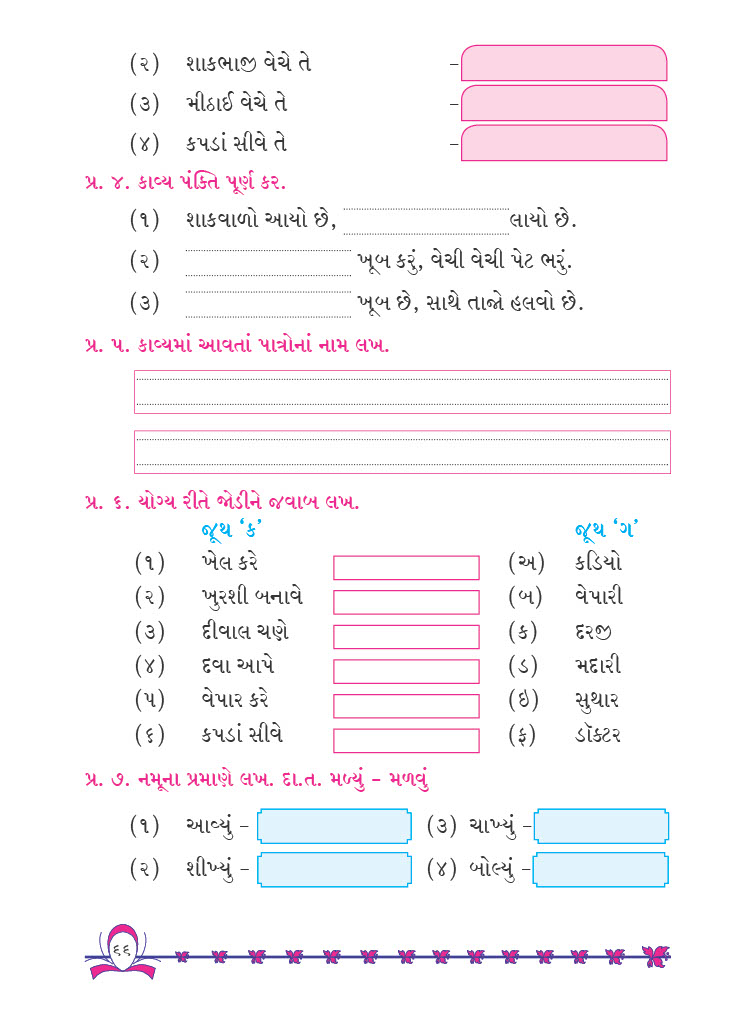 (૨) શાકભાજી વેચે તે –
(૩) મીઠાઈ વેચે તે –
(૪) કપડાં સીવે તે –
પ્ર. ૪. કાવ્ય પંક્તિ પૂર્ણ કર.
(૧) શાકવાળો આયો છે, લાયો છે.
(૨) ખૂબ કરું, વેચી વેચી પેટ ભરું.
(૩) ખૂબ છે, સાથે તાજો હલવો છે.
પ્ર. ૫. કાવ્યમાં આવતાં પાત્રોનાં નામ લખ.
પ્ર. ૬. યોગ્ય રીતે જોડીને જવાબ લખ.
જૂથ ‘ક’ જૂથ ‘ગ’
(૧) ખેલ કરે (અ) કડિયો
(૨) ખુરશી બનાવે (બ) વેપારી
(૩) દીવાલ ચણે (ક) દરજી
(૪) દવા આપે (ડ) મદારી
(૫) વેપાર કરે (ઇ) સુથાર
(૬) કપડાં સીવે (ફ) ડૉક્ટર
પ્ર. ૭. નમૂના પ્રમાણે લખ. દા.ત. મળ્યું – મળવું
(૧) આવ્યું – (૩) ચાખ્યું –
(૨) શીખ્યું – (૪) બોલ્યું –
૬૬